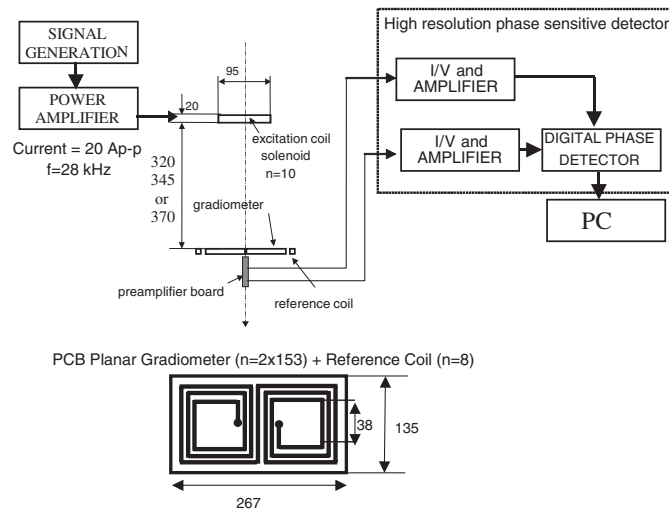 SIGNAL
GENERATION
POWER
AMPLIFIER
Current = 20 Ap-p
f=28 kHz
95
20
excitation coil
solenoid
n=10
320
345
or
370
gradiometer
preamplifier board
reference coil
High resolution phase sensitive detector
I/V and
AMPLIFIER
I/V and
AMPLIFIER
DIGITAL PHASE
DETECTOR
PC
PCB Planar Gradiometer (n=2x153) + Reference Coil (n=8)
38
135
267